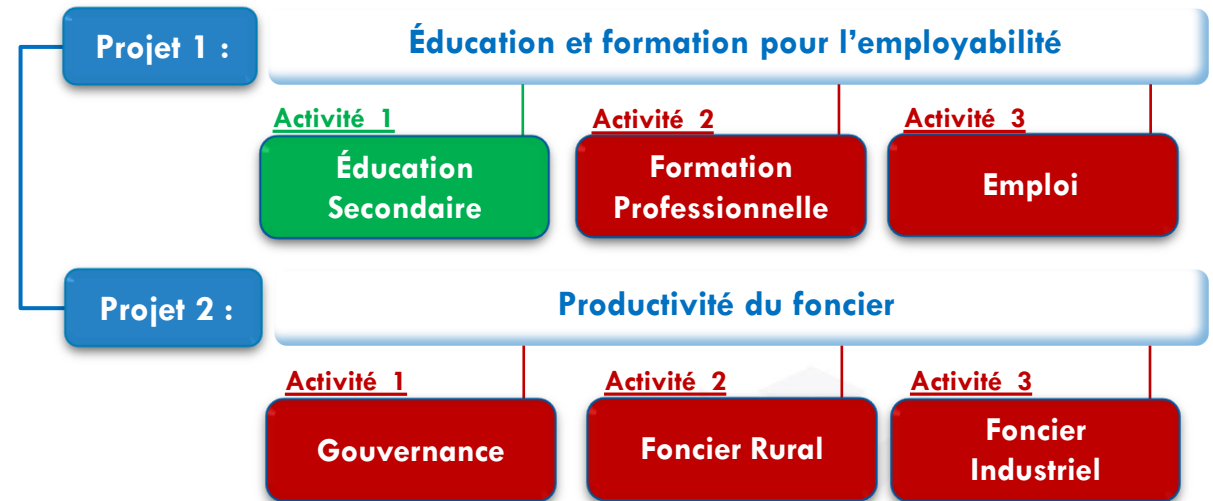 Projet 1 :
Éducation et formation pour l’employabilité
Activité 1
Activité 2
Activité 3
Éducation
Secondaire
Formation
Professionnelle
Emploi
Projet 2 :
Productivité du foncier
Activité 1
Activité 2
Activité 3
Gouvernance
Foncier Rural
Foncier
Industriel